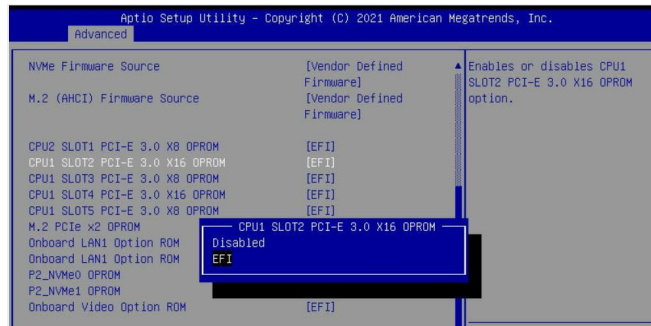 Aptio Setup Utility – Copyright (C) 2021 American Megatrends, Inc.
Advanced
NVMe Firmware Source [Vendor Defined Firmware]
M.2 (AHCI) Firmware Source [Vendor Defined Firmware]
CPU2 SLOT1 PCI-E 3.0 X8 OPROM [EFI]
CPU1 SLOT2 PCI-E 3.0 X16 OPROM [EFI]
CPU1 SLOT3 PCI-E 3.0 X8 OPROM [EFI]
CPU1 SLOT4 PCI-E 3.0 X16 OPROM [EFI]
CPU1 SLOT5 PCI-E 3.0 X8 OPROM [EFI]
M.2 PCIe x2 OPROM
Onboard LAN1 Option ROM
Onboard LAN1 Option ROM
P2_NVMe0 OPROM
P2_NVMe1 OPROM
Onboard Video Option ROM [EFI]
CPU1 SLOT2 PCI-E 3.0 X16 OPROM
Disabled
EFI
Enables or disables CPU1
SLOT2 PCI-E 3.0 X16 OPROM
option.